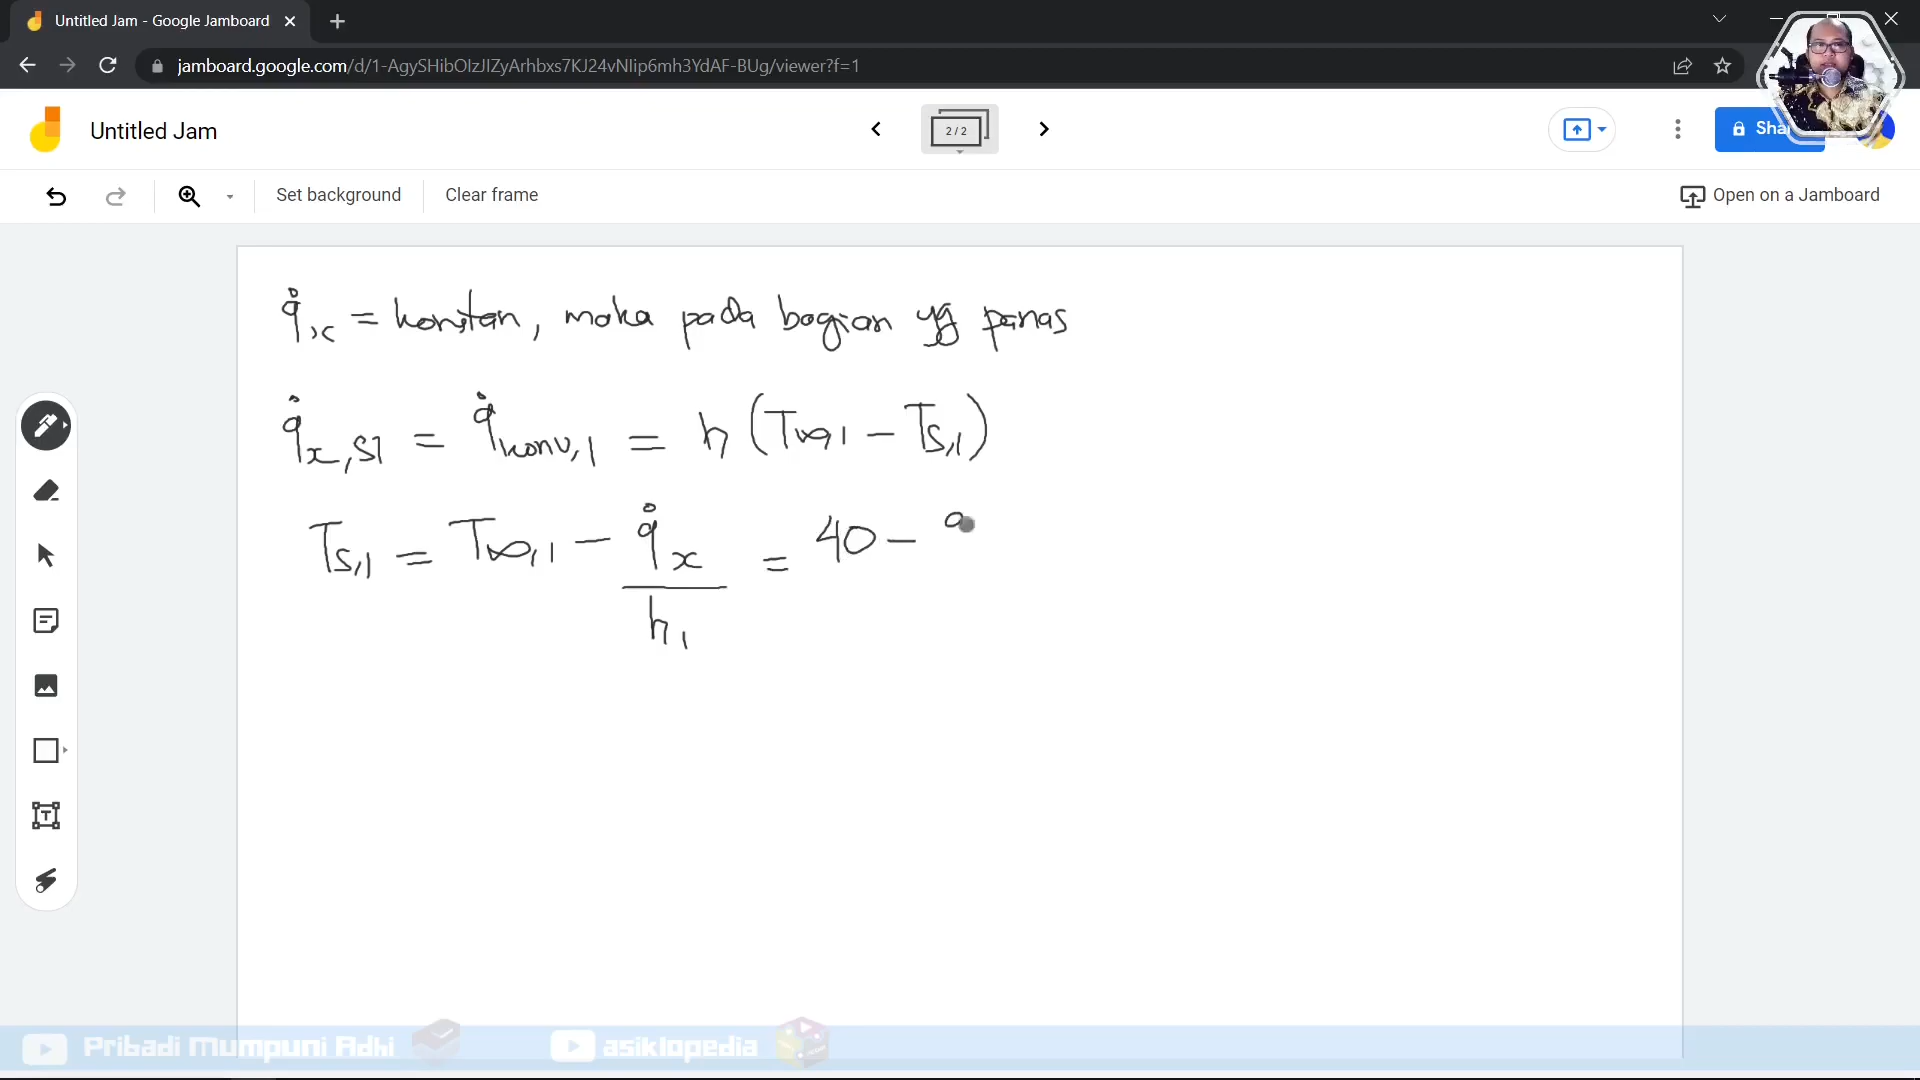 Untitled Jam - Google Jamboard
jamboard.google.com/d/1-AgySHibOIzJIZyArhbxs7KJ24vNlip6mh3YdAF-BUg/viewer?f=1
Untitled Jam
2 / 2
Set background
Clear frame
Open on a Jamboard
q̇,x = konstan, maka pada bagian yg panas
q̇x,S1 = q̇konv,1 = h (T∞,1 − Ts,1)
Ts,1 = T∞,1 − q̇x / h1 = 40 −
Pribadi Mumpuni Adhi
asiklopedia